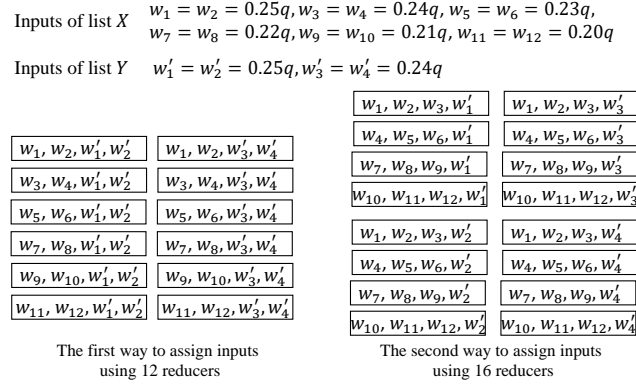 Inputs of list X w₁ = w₂ = 0.25q, w₃ = w₄ = 0.24q, w₅ = w₆ = 0.23q,
w₇ = w₈ = 0.22q, w₉ = w₁₀ = 0.21q, w₁₁ = w₁₂ = 0.20q
Inputs of list Y w′₁ = w′₂ = 0.25q, w′₃ = w′₄ = 0.24q
w₁, w₂, w′₁, w′₂ w₁, w₂, w′₃, w′₄
w₃, w₄, w′₁, w′₂ w₃, w₄, w′₃, w′₄
w₅, w₆, w′₁, w′₂ w₅, w₆, w′₃, w′₄
w₇, w₈, w′₁, w′₂ w₇, w₈, w′₃, w′₄
w₉, w₁₀, w′₁, w′₂ w₉, w₁₀, w′₃, w′₄
w₁₁, w₁₂, w′₁, w′₂ w₁₁, w₁₂, w′₃, w′₄
The first way to assign inputs
using 12 reducers
w₁, w₂, w₃, w′₁ w₁, w₂, w₃, w′₃
w₄, w₅, w₆, w′₁ w₄, w₅, w₆, w′₃
w₇, w₈, w₉, w′₁ w₇, w₈, w₉, w′₃
w₁₀, w₁₁, w₁₂, w′₁ w₁₀, w₁₁, w₁₂, w′₃
w₁, w₂, w₃, w′₂ w₁, w₂, w₃, w′₄
w₄, w₅, w₆, w′₂ w₄, w₅, w₆, w′₄
w₇, w₈, w₉, w′₂ w₇, w₈, w₉, w′₄
w₁₀, w₁₁, w₁₂, w′₂ w₁₀, w₁₁, w₁₂, w′₄
The second way to assign inputs
using 16 reducers